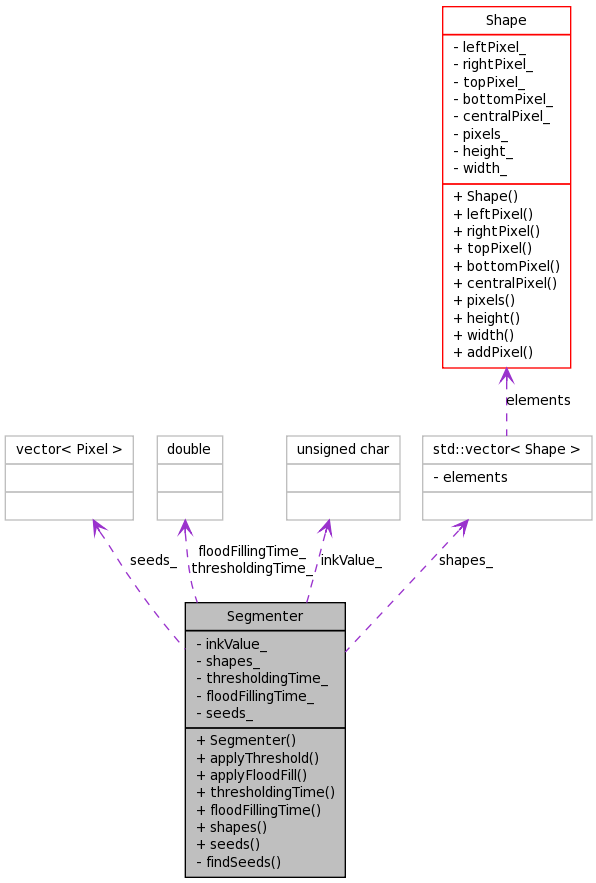 Shape
- leftPixel_
- rightPixel_
- topPixel_
- bottomPixel_
- centralPixel_
- pixels_
- height_
- width_
+ Shape()
+ leftPixel()
+ rightPixel()
+ topPixel()
+ bottomPixel()
+ centralPixel()
+ pixels()
+ height()
+ width()
+ addPixel()
elements
vector< Pixel >
double
unsigned char
std::vector< Shape >
- elements
seeds_
floodFillingTime_
thresholdingTime_
inkValue_
shapes_
Segmenter
- inkValue_
- shapes_
- thresholdingTime_
- floodFillingTime_
- seeds_
+ Segmenter()
+ applyThreshold()
+ applyFloodFill()
+ thresholdingTime()
+ floodFillingTime()
+ shapes()
+ seeds()
- findSeeds()